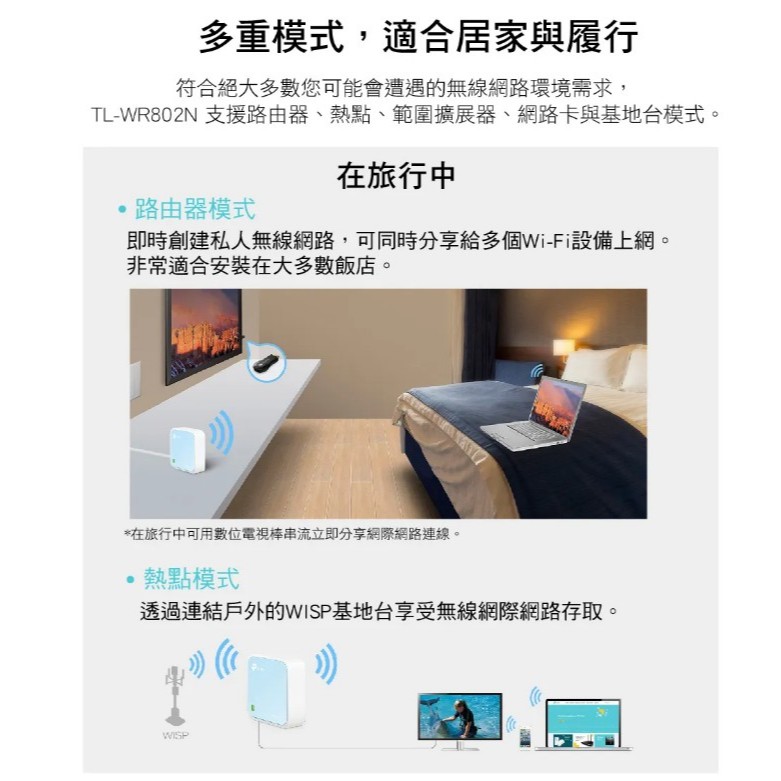 多重模式，適合居家與履行
符合絕大多數您可能會遭遇的無線網路環境需求，
TL-WR802N 支援路由器、熱點、範圍擴展器、網路卡與基地台模式。
在旅行中
• 路由器模式
即時創建私人無線網路，可同時分享給多個Wi-Fi設備上網。
非常適合安裝在大多數飯店。
*在旅行中可用數位電視棒串流立即分享網際網路連線。
• 熱點模式
透過連結戶外的WISP基地台享受無線網際網路存取。
WISP